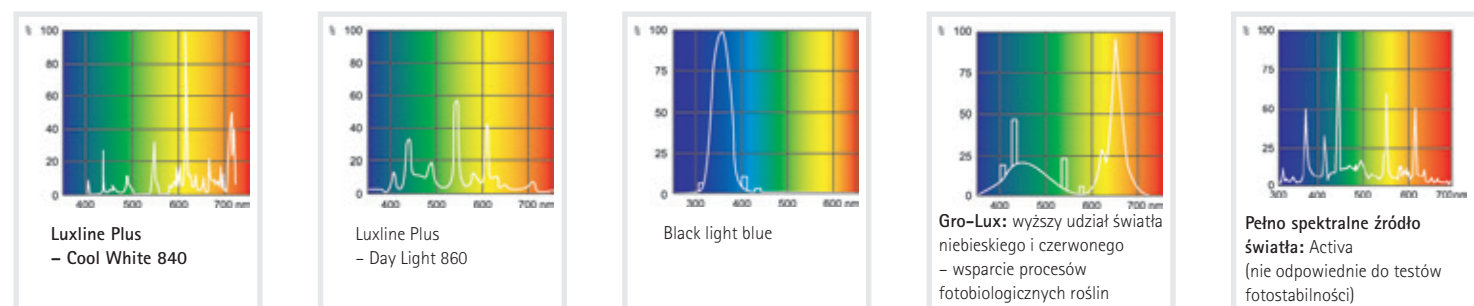 % 100
80
60
40
20
0
400 500 600 700 nm
Luxline Plus
– Cool White 840
% 100
80
60
40
20
0
400 500 600 700 nm
Luxline Plus
– Day Light 860
% 100
75
50
25
0
300 400 500 600 nm
Black light blue
% 100
75
50
25
0
400 500 600 700 nm
Gro-Lux: wyższy udział światła
niebieskiego i czerwonego
– wsparcie procesów
fotobiologicznych roślin
% 100
75
50
25
0
300 400 500 600 700nm
Pełno spektralne źródło
światła: Activa
(nie odpowiednie do testów
fotostabilności)